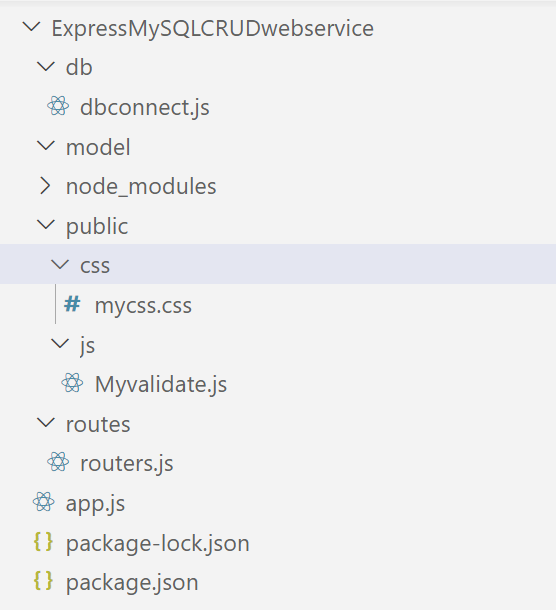 ExpressMySQLCRUDwebservice
db
dbconnect.js
model
node_modules
public
css
# mycss.css
js
Myvalidate.js
routes
routers.js
app.js
{} package-lock.json
{} package.json